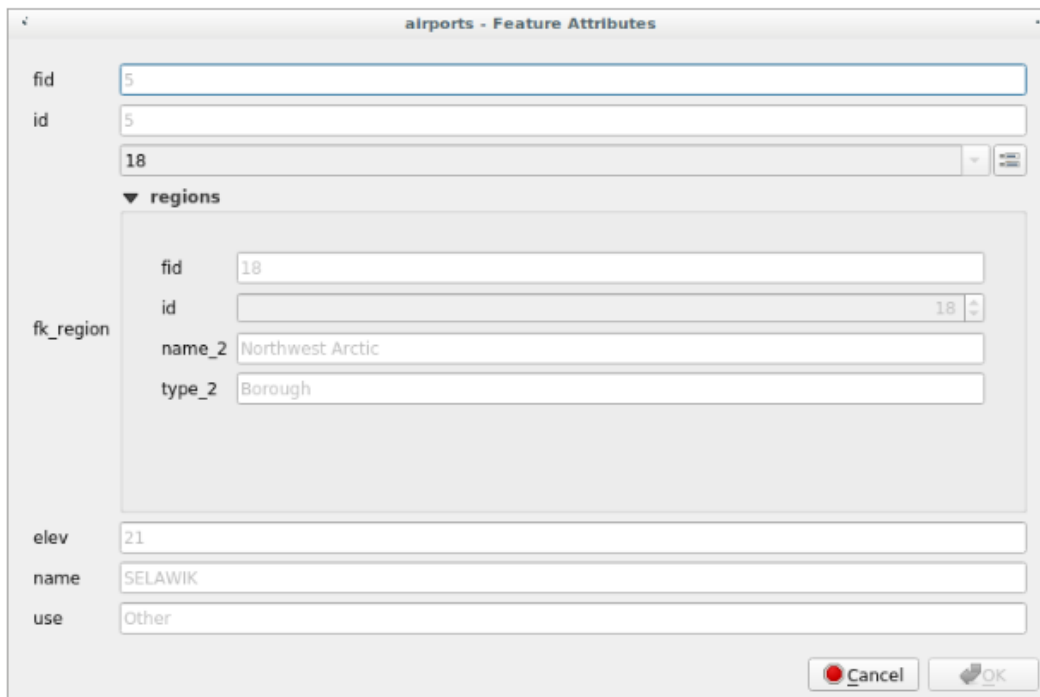 airports - Feature Attributes
fid 5
id 5
18
▼ regions
fid 18
id 18
fk_region
name_2 Northwest Arctic
type_2 Borough
elev 21
name SELAWIK
use Other
Cancel OK